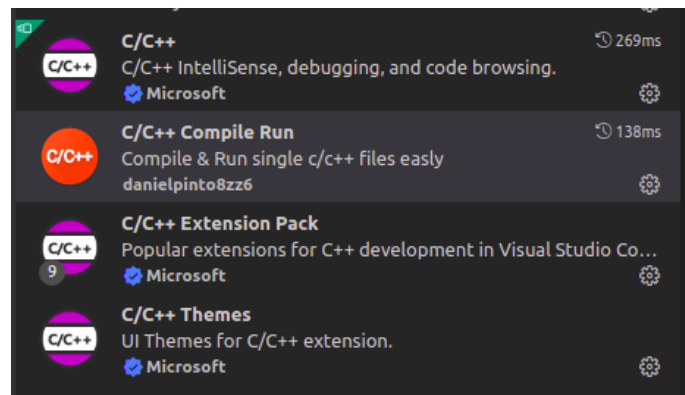 C/C++
269ms
C/C++
C/C++ IntelliSense, debugging, and code browsing.
Microsoft
C/C++ Compile Run
138ms
C/C++
Compile & Run single c/c++ files easly
danielpinto8zz6
C/C++ Extension Pack
C/C++
Popular extensions for C++ development in Visual Studio Co...
9
Microsoft
C/C++ Themes
C/C++
UI Themes for C/C++ extension.
Microsoft